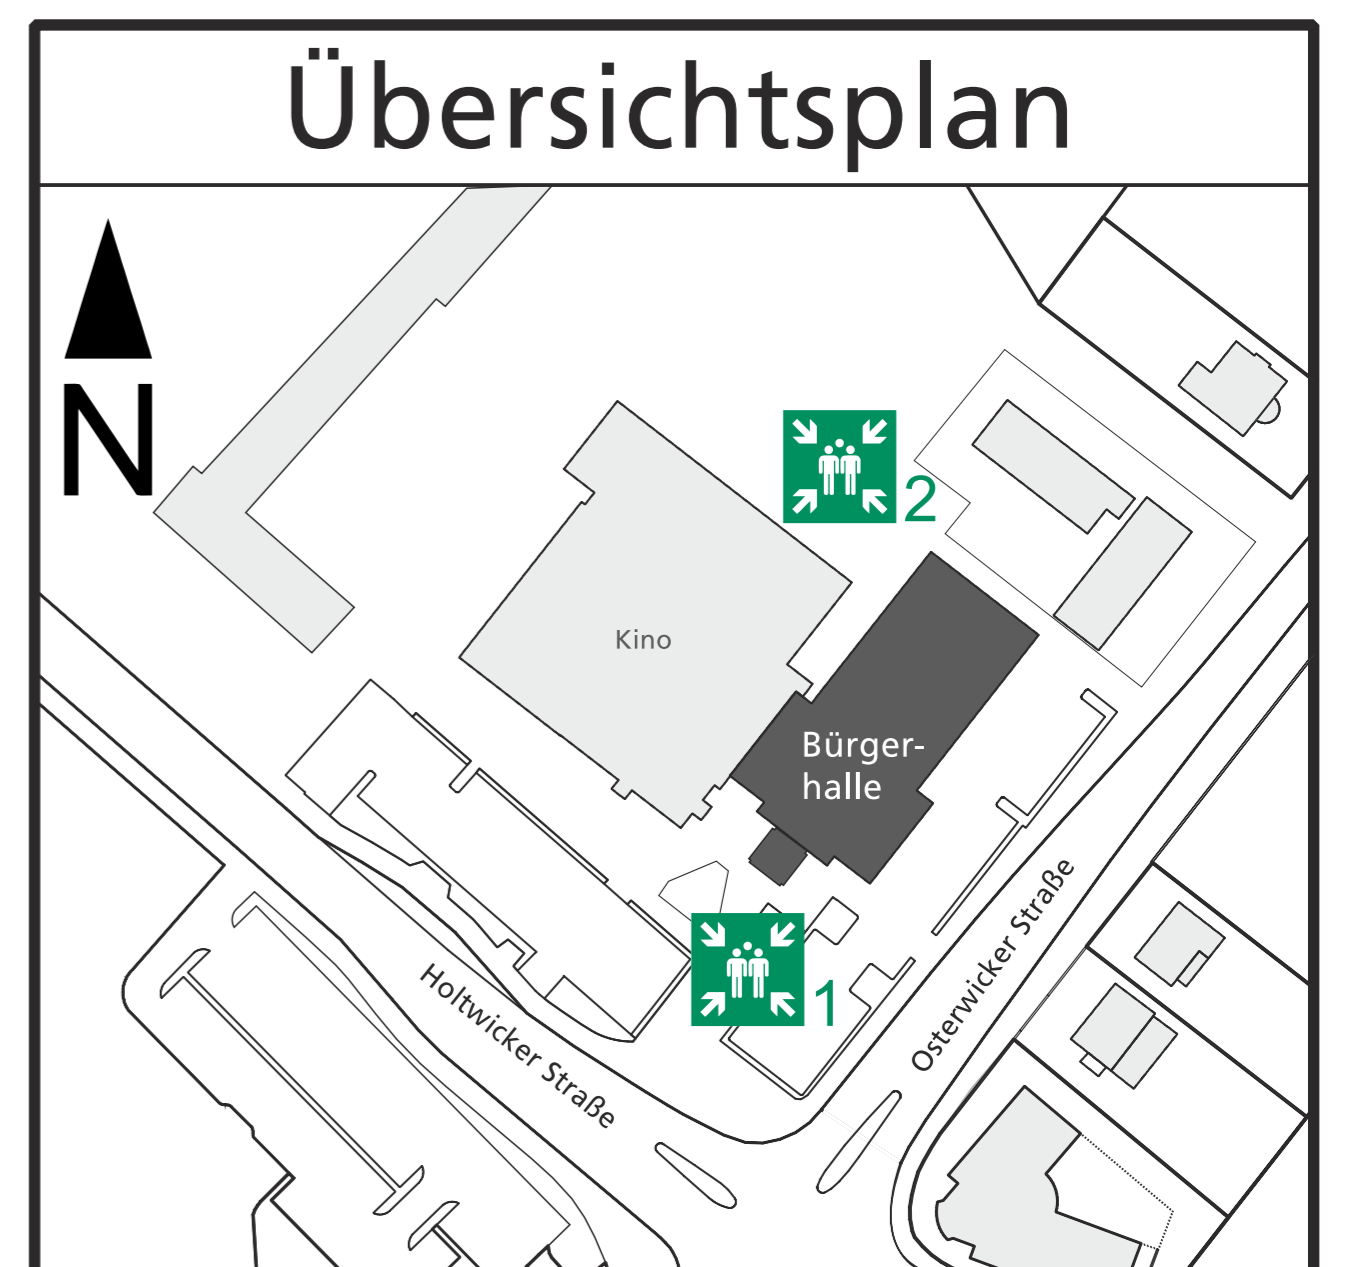 Übersichtsplan
N
2
Kino
Bürger-
halle
1
Holtwicker Straße
Osterwicker Straße